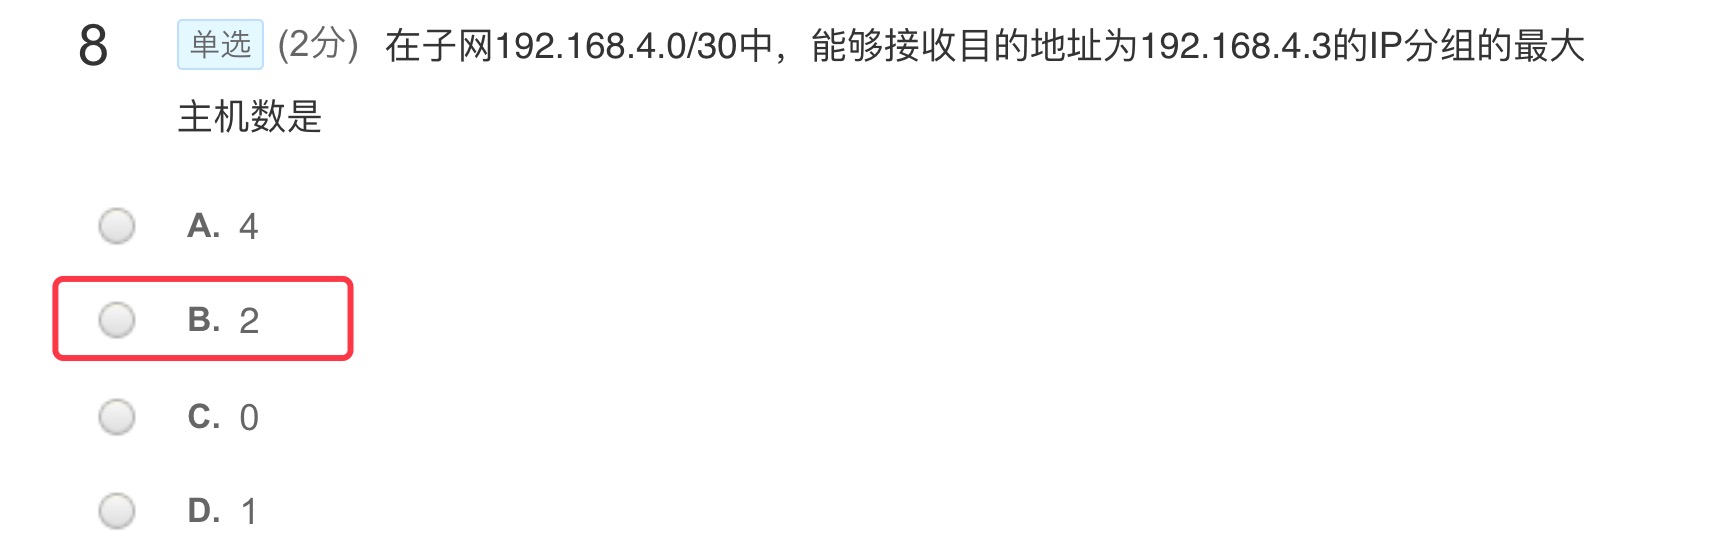 8 单选 (2分) 在子网192.168.4.0/30中，能够接收目的地址为192.168.4.3的IP分组的最大
主机数是
A. 4
B. 2
C. 0
D. 1